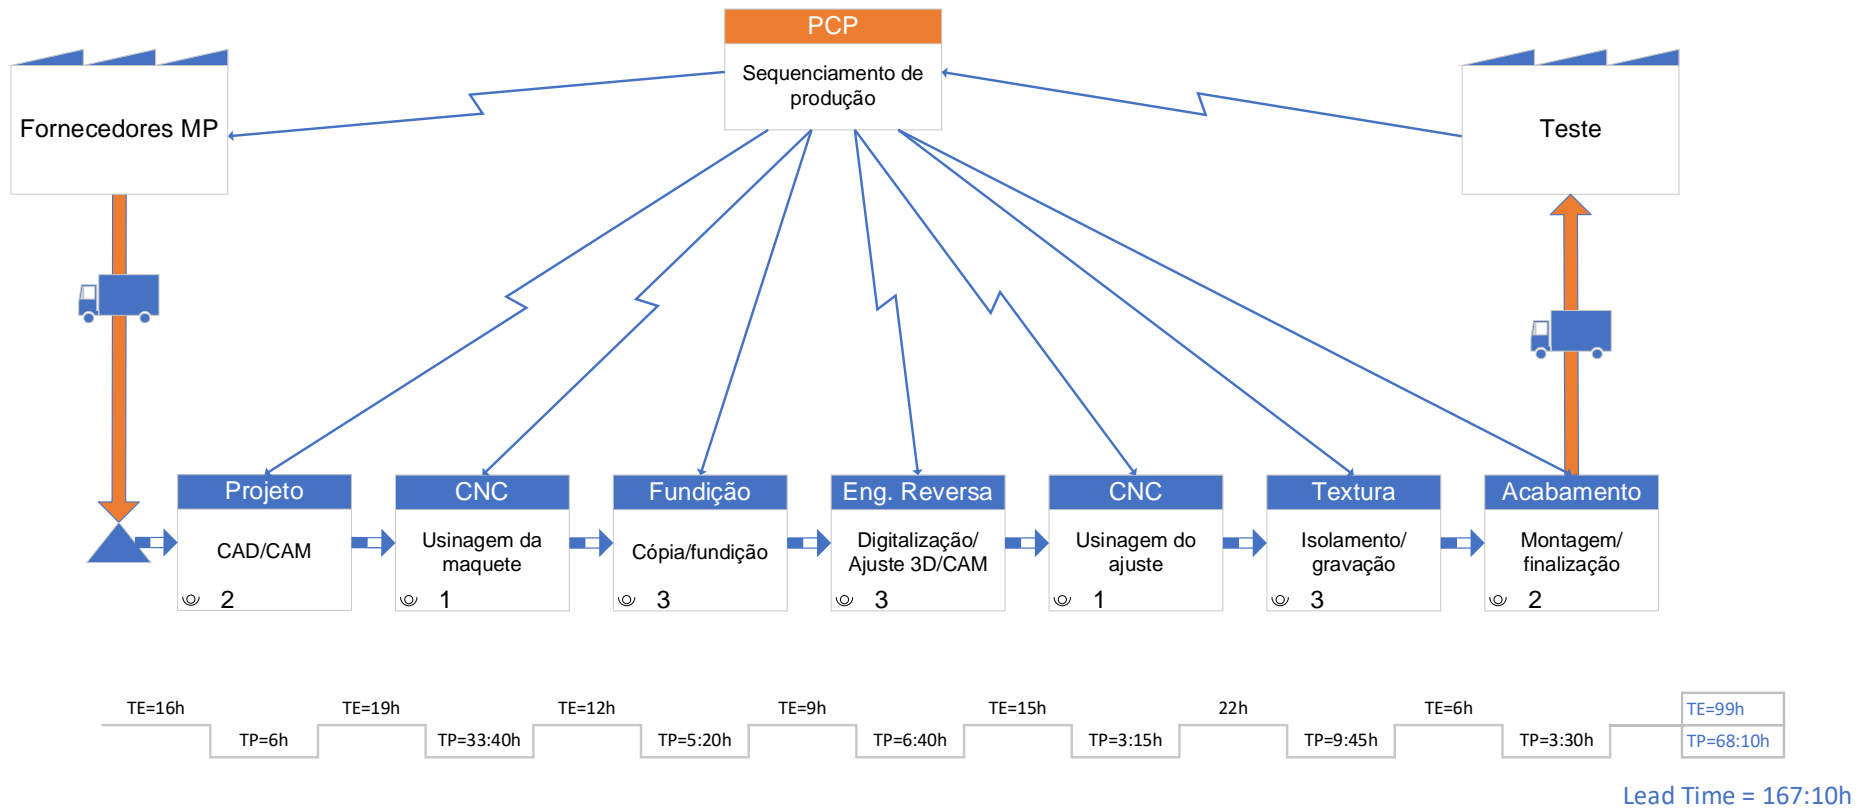 PCP
Sequenciamento de
produção
Fornecedores MP
Teste
Projeto
CAD/CAM
2
CNC
Usinagem da
maquete
1
Fundição
Cópia/fundição
3
Eng. Reversa
Digitalização/
Ajuste 3D/CAM
3
CNC
Usinagem do
ajuste
1
Textura
Isolamento/
gravação
3
Acabamento
Montagem/
finalização
2
TE=16h
TP=6h
TE=19h
TP=33:40h
TE=12h
TP=5:20h
TE=9h
TP=6:40h
TE=15h
TP=3:15h
22h
TP=9:45h
TE=6h
TP=3:30h
TE=99h
TP=68:10h
Lead Time = 167:10h